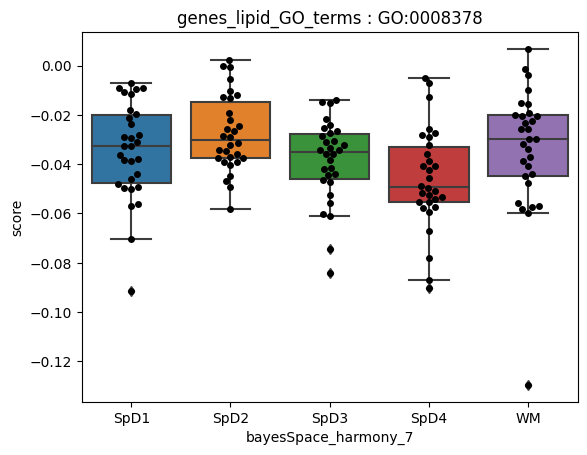 genes_lipid_GO_terms : GO:0008378
0.00
−0.02
−0.04
−0.06
−0.08
−0.10
−0.12
score
SpD1 SpD2 SpD3 SpD4 WM
bayesSpace_harmony_7